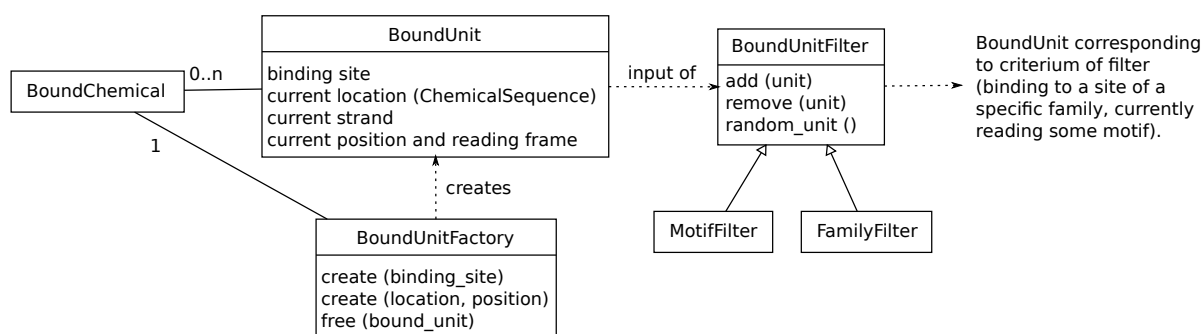 BoundUnit
binding site
current location (ChemicalSequence)
current strand
current position and reading frame
BoundChemical
0..n
1
creates
BoundUnitFactory
create (binding_site)
create (location, position)
free (bound_unit)
input of
BoundUnitFilter
add (unit)
remove (unit)
random_unit ()
MotifFilter
FamilyFilter
BoundUnit corresponding
to criterium of filter
(binding to a site of a
specific family, currently
reading some motif).